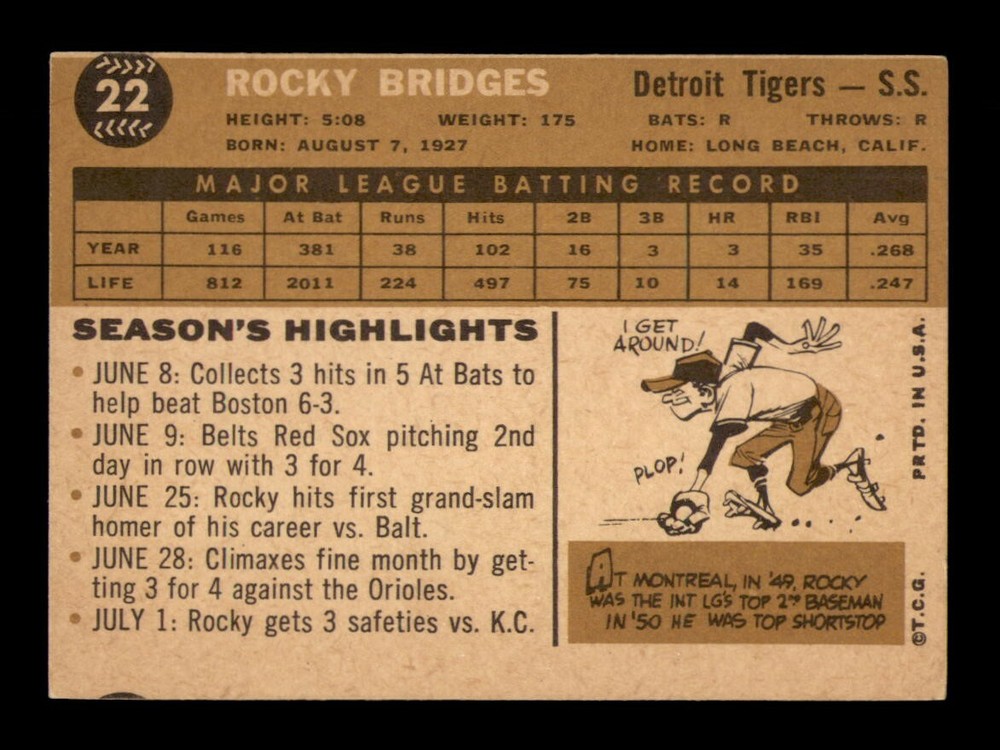 22
ROCKY BRIDGES
Detroit Tigers — S.S.
HEIGHT: 5:08 WEIGHT: 175 BATS: R THROWS: R
BORN: AUGUST 7, 1927 HOME: LONG BEACH, CALIF.
MAJOR LEAGUE BATTING RECORD
Games At Bat Runs Hits 2B 3B HR RBI Avg
YEAR 116 381 38 102 16 3 3 35 .268
LIFE 812 2011 224 497 75 10 14 169 .247
SEASON'S HIGHLIGHTS
• JUNE 8: Collects 3 hits in 5 At Bats to
help beat Boston 6-3.
• JUNE 9: Belts Red Sox pitching 2nd
day in row with 3 for 4.
• JUNE 25: Rocky hits first grand-slam
homer of his career vs. Balt.
• JUNE 28: Climaxes fine month by get-
ting 3 for 4 against the Orioles.
• JULY 1: Rocky gets 3 safeties vs. K.C.
I GET
AROUND!
PLOP!
AT MONTREAL, IN '49, ROCKY
WAS THE INT LG'S TOP 2ND BASEMAN
IN '50 HE WAS TOP SHORTSTOP
©T.C.G. PRTD. IN U.S.A.